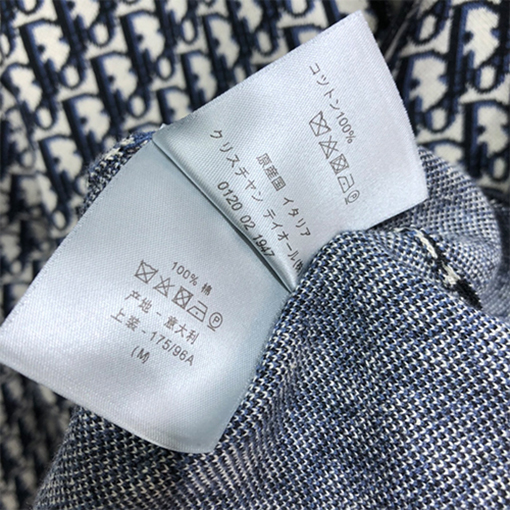 コットン100%
原産国 イタリア
クリスチャン ディオール㈱
0120 02 1947
100% 棉
产地 - 意大利
上装 - 175/96A
(M)